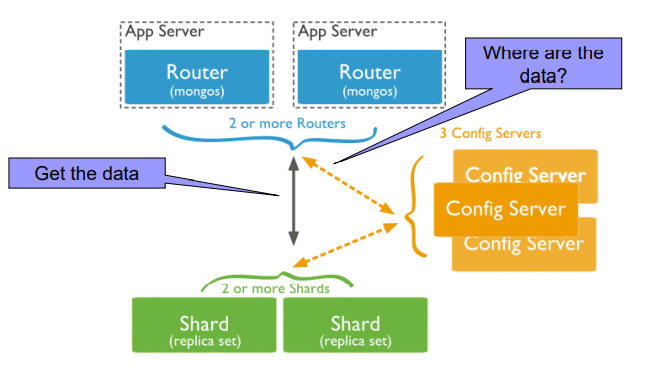 App Server
App Server
Router
(mongos)
Router
(mongos)
Where are the
data?
2 or more Routers
3 Config Servers
Get the data
Config Server
Config Server
Config Server
2 or more Shards
Shard
(replica set)
Shard
(replica set)